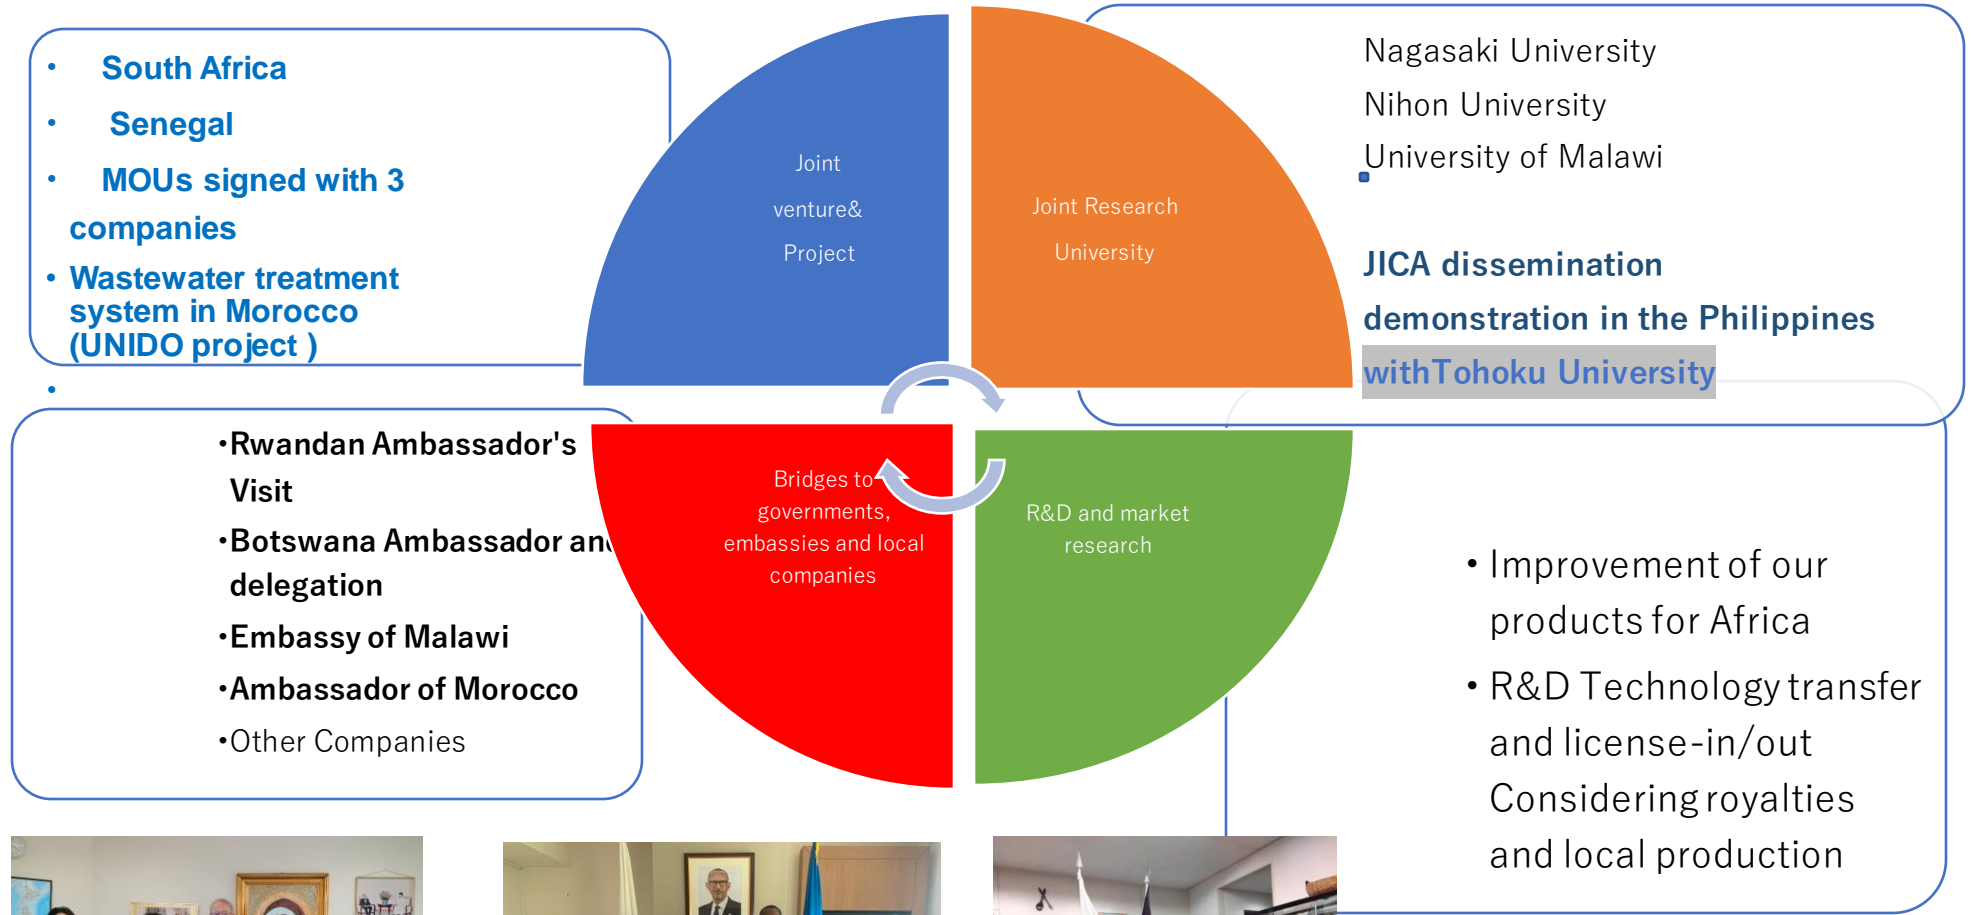 • South Africa
• Senegal
• MOUs signed with 3
companies
• Wastewater treatment
system in Morocco
(UNIDO project )
•
Joint
venture&
Project
Joint Research
University
Nagasaki University
Nihon University
University of Malawi
JICA dissemination
demonstration in the Philippines
withTohoku University
•Rwandan Ambassador's
Visit
•Botswana Ambassador and
delegation
•Embassy of Malawi
•Ambassador of Morocco
•Other Companies
Bridges to
governments,
embassies and local
companies
R&D and market
research
• Improvement of our
products for Africa
• R&D Technology transfer
and license-in/out
Considering royalties
and local production